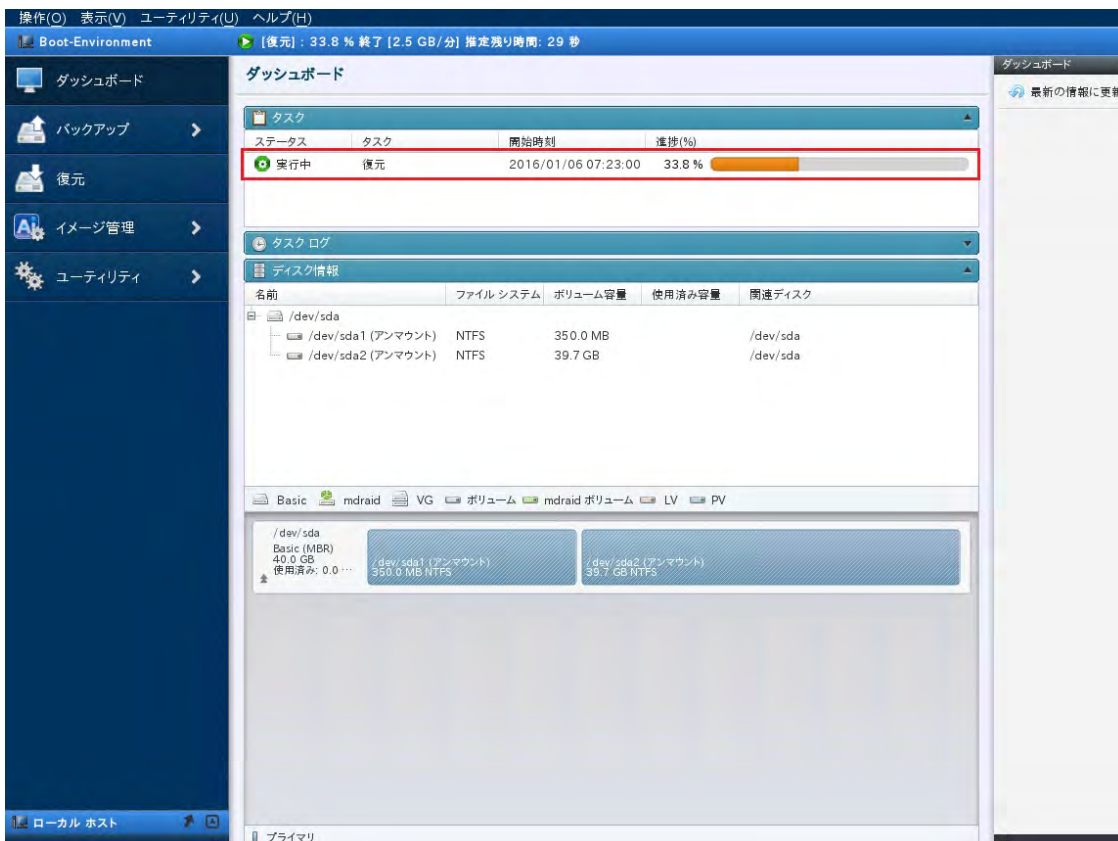 操作(O) 表示(V) ユーティリティ(U) ヘルプ(H)
Boot-Environment
[復元] : 33.8 % 終了 [2.5 GB/分] 推定残り時間: 29 秒
ダッシュボード
バックアップ
復元
イメージ管理
ユーティリティ
ローカル ホスト
ダッシュボード
タスク
ステータス タスク 開始時刻 進捗(%)
実行中 復元 2016/01/06 07:23:00 33.8 %
タスク ログ
ディスク情報
名前 ファイル システム ボリューム容量 使用済み容量 関連ディスク
/dev/sda
/dev/sda1 (アンマウント) NTFS 350.0 MB /dev/sda
/dev/sda2 (アンマウント) NTFS 39.7 GB /dev/sda
Basic mdraid VG ボリューム mdraid ボリューム LV PV
/dev/sda
Basic (MBR)
40.0 GB
使用済み: 0.0 ...
/dev/sda1 (アンマウント)
350.0 MB NTFS
/dev/sda2 (アンマウント)
39.7 GB NTFS
プライマリ
ダッシュボード
最新の情報に更新